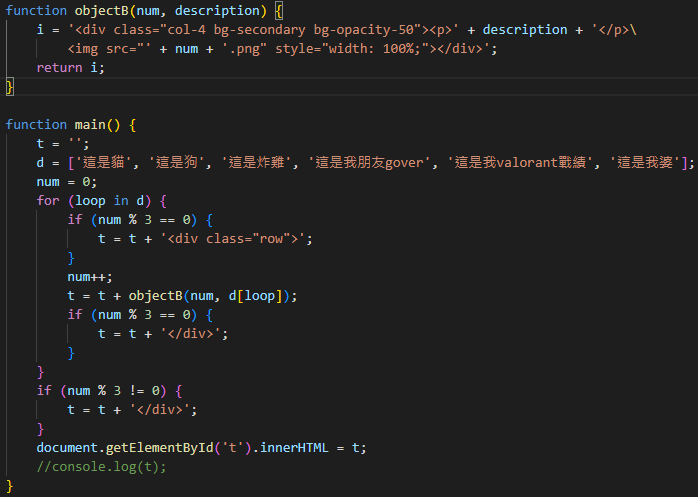 function objectB(num, description) {
    i = '<div class="col-4 bg-secondary bg-opacity-50"><p>' + description + '</p>\
        <img src="' + num + '.png" style="width: 100%;"></div>';
    return i;
}

function main() {
    t = '';
    d = ['這是貓', '這是狗', '這是炸雞', '這是我朋友gover', '這是我valorant戰績', '這是我婆'];
    num = 0;
    for (loop in d) {
        if (num % 3 == 0) {
            t = t + '<div class="row">';
        }
        num++;
        t = t + objectB(num, d[loop]);
        if (num % 3 == 0) {
            t = t + '</div>';
        }
    }
    if (num % 3 != 0) {
        t = t + '</div>';
    }
    document.getElementById('t').innerHTML = t;
    //console.log(t);
}